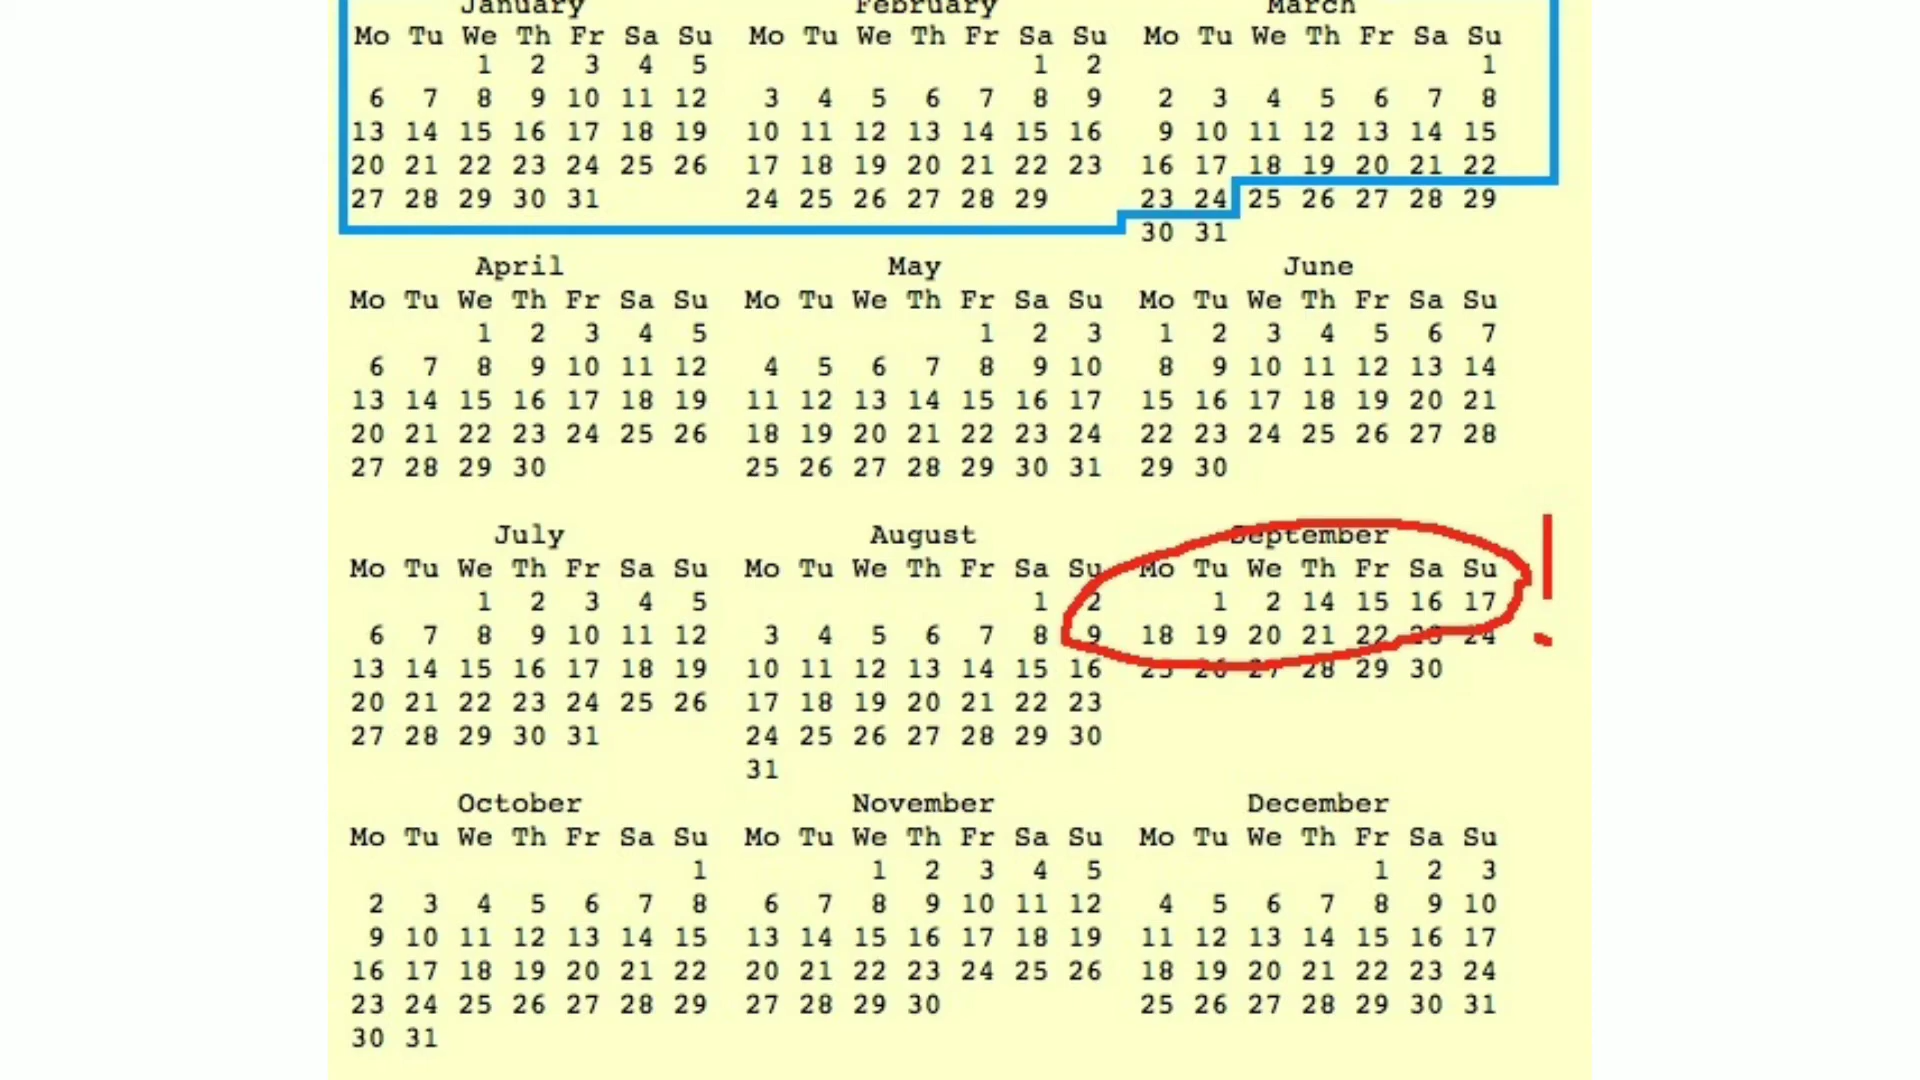 January February March
Mo Tu We Th Fr Sa Su Mo Tu We Th Fr Sa Su Mo Tu We Th Fr Sa Su
1 2 3 4 5 1 2 1
6 7 8 9 10 11 12 3 4 5 6 7 8 9 2 3 4 5 6 7 8
13 14 15 16 17 18 19 10 11 12 13 14 15 16 9 10 11 12 13 14 15
20 21 22 23 24 25 26 17 18 19 20 21 22 23 16 17 18 19 20 21 22
27 28 29 30 31 24 25 26 27 28 29 23 24 25 26 27 28 29
30 31
April May June
Mo Tu We Th Fr Sa Su Mo Tu We Th Fr Sa Su Mo Tu We Th Fr Sa Su
1 2 3 4 5 1 2 3 1 2 3 4 5 6 7
6 7 8 9 10 11 12 4 5 6 7 8 9 10 8 9 10 11 12 13 14
13 14 15 16 17 18 19 11 12 13 14 15 16 17 15 16 17 18 19 20 21
20 21 22 23 24 25 26 18 19 20 21 22 23 24 22 23 24 25 26 27 28
27 28 29 30 25 26 27 28 29 30 31 29 30
July August September
Mo Tu We Th Fr Sa Su Mo Tu We Th Fr Sa Su Mo Tu We Th Fr Sa Su
1 2 3 4 5 1 2 1 2 14 15 16 17
6 7 8 9 10 11 12 3 4 5 6 7 8 9 18 19 20 21 22 23 24
13 14 15 16 17 18 19 10 11 12 13 14 15 16 25 26 27 28 29 30
20 21 22 23 24 25 26 17 18 19 20 21 22 23
27 28 29 30 31 24 25 26 27 28 29 30
31
October November December
Mo Tu We Th Fr Sa Su Mo Tu We Th Fr Sa Su Mo Tu We Th Fr Sa Su
1 1 2 3 4 5 1 2 3
2 3 4 5 6 7 8 6 7 8 9 10 11 12 4 5 6 7 8 9 10
9 10 11 12 13 14 15 13 14 15 16 17 18 19 11 12 13 14 15 16 17
16 17 18 19 20 21 22 20 21 22 23 24 25 26 18 19 20 21 22 23 24
23 24 25 26 27 28 29 27 28 29 30 25 26 27 28 29 30 31
30 31
!